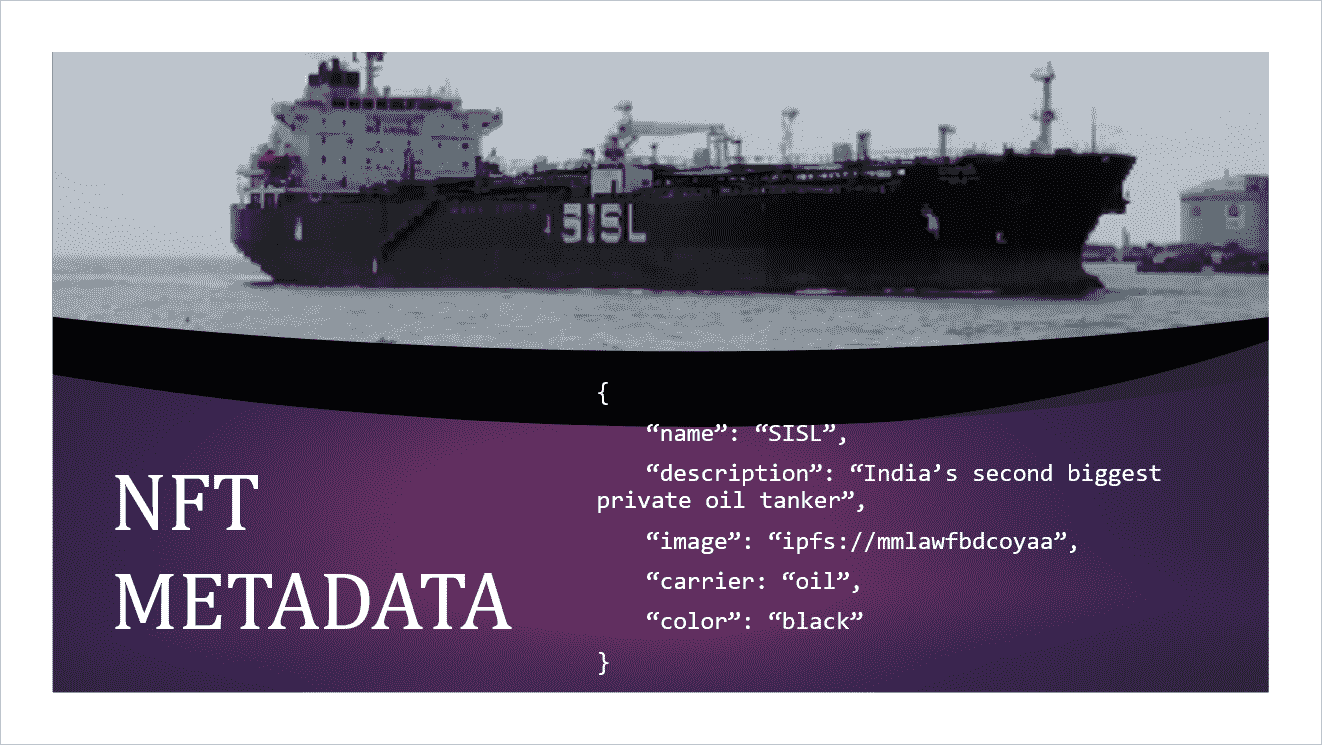 SISL
NFT
METADATA
{
“name”: “SISL”,
“description”: “India’s second biggest
private oil tanker”,
“image”: “ipfs://mmlawfbdcoyaa”,
“carrier: “oil”,
“color”: “black”
}